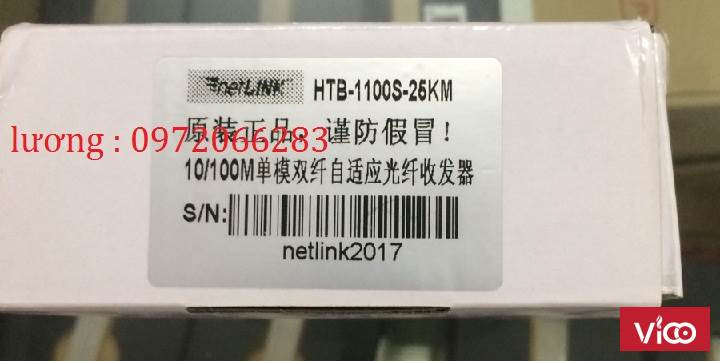 netLINK HTB-1100S-25KM
原装正品，谨防假冒！
lương : 0972066283
10/100M单模双纤自适应光纤收发器
S/N:
netlink2017
Vioo